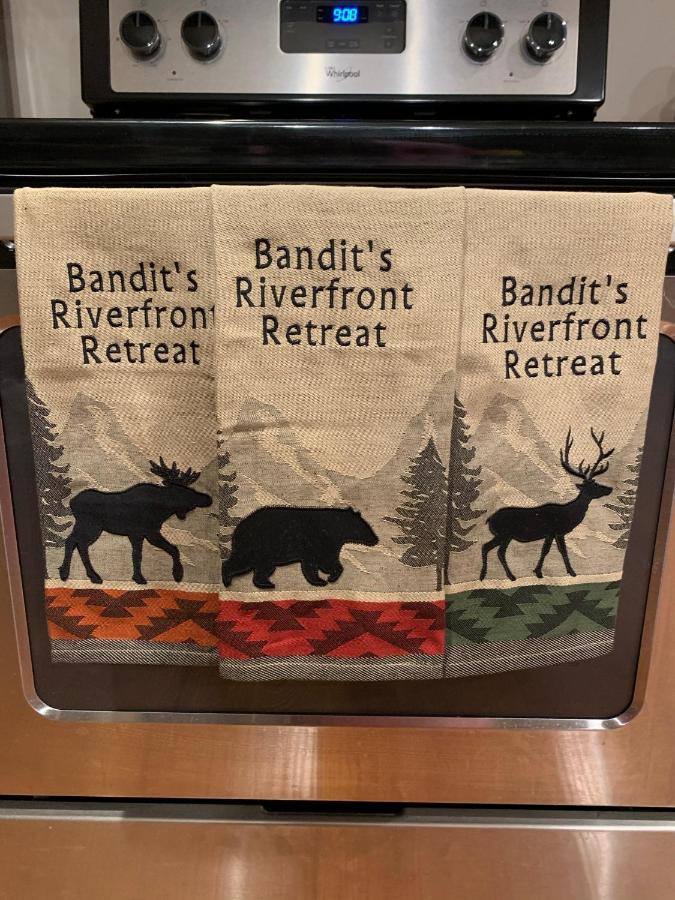 9:08
Whirlpool
Bandit's
Riverfront
Retreat
Bandit's
Riverfront
Retreat
Bandit's
Riverfront
Retreat